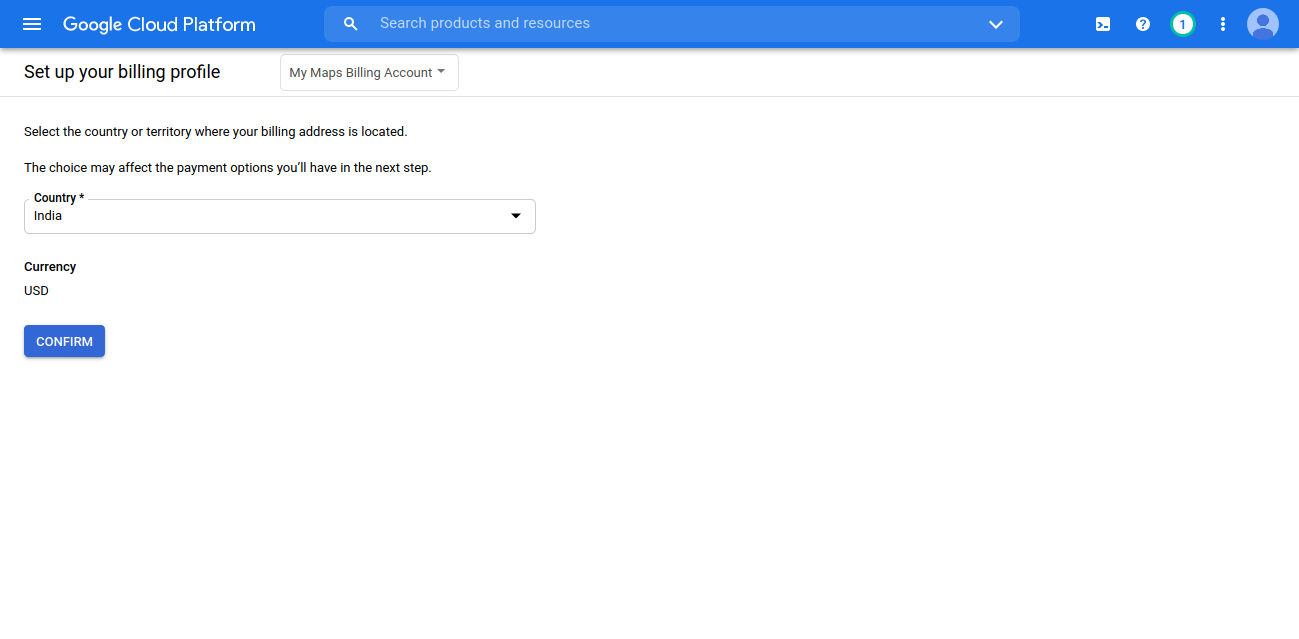 Google Cloud Platform
Search products and resources
1
Set up your billing profile
My Maps Billing Account
Select the country or territory where your billing address is located.
The choice may affect the payment options you’ll have in the next step.
Country *
India
Currency
USD
CONFIRM